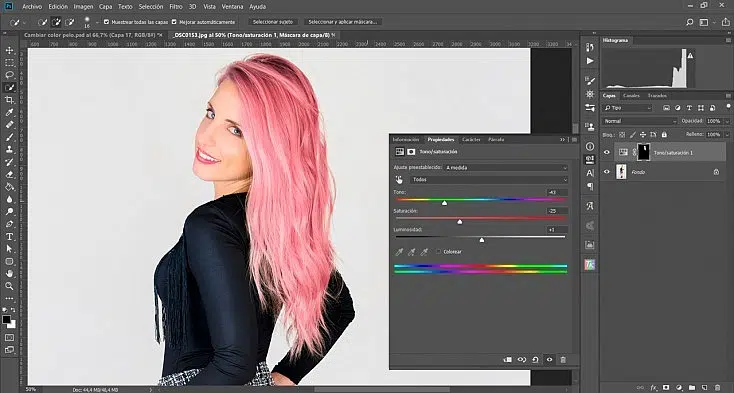 Ps Archivo Edición Imagen Capa Texto Selección Filtro 3D Vista Ventana Ayuda
16 Muestrear todas las capas Mejorar automáticamente Seleccionar sujeto Seleccionar y aplicar máscara...
Cambiar color pelo.psd al 66,7% (Capa 17, RGB/8#) * _DSC0153.jpg al 50% (Tono/saturación 1, Máscara de capa/8) *
Histograma
Capas Canales Trazados
Tipo
Normal Opacidad: 100%
Bloq.: Relleno: 100%
Tono/saturación 1
Fondo
Información Propiedades Carácter Párrafo
Tono/saturación
Ajuste preestablecido: A medida
Todos
Tono: -43
Saturación: -25
Luminosidad: +1
Colorear
50% Doc: 44,4 MB/48,4 MB